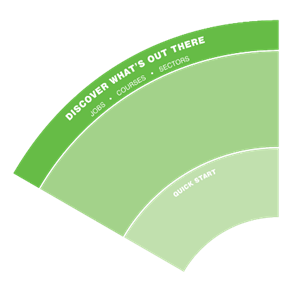 DISCOVER WHAT'S OUT THERE
JOBS • COURSES • SECTORS
QUICK START